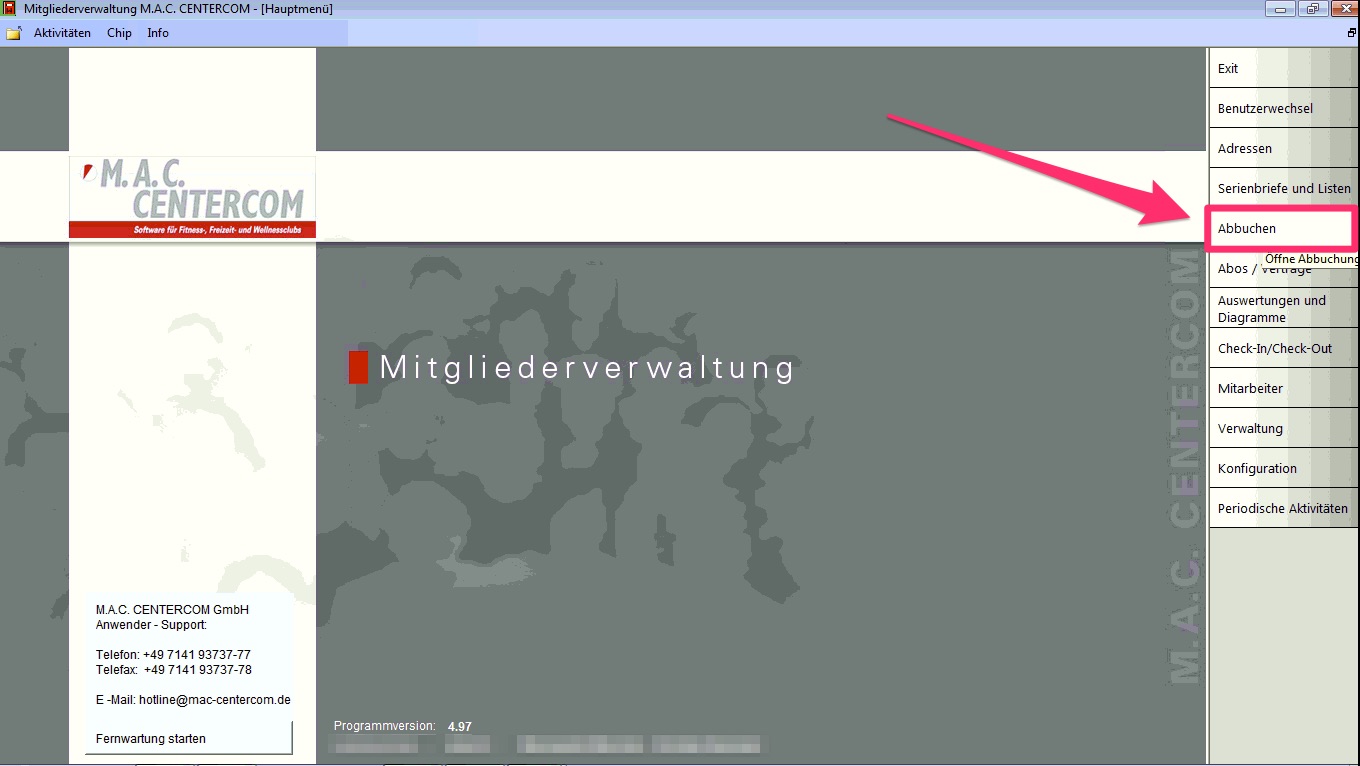 Mitgliederverwaltung M.A.C. CENTERCOM - [Hauptmenü]
Aktivitäten Chip Info
M.A.C.
CENTERCOM
Software für Fitness-, Freizeit- und Wellnessclubs
Mitgliederverwaltung
M.A.C. CENTERCOM
Exit
Benutzerwechsel
Adressen
Serienbriefe und Listen
Abbuchen
Öffne Abbuchung
Abos / Verträge
Auswertungen und
Diagramme
Check-In/Check-Out
Mitarbeiter
Verwaltung
Konfiguration
Periodische Aktivitäten
M.A.C. CENTERCOM GmbH
Anwender - Support:
Telefon: +49 7141 93737-77
Telefax: +49 7141 93737-78
E -Mail: hotline@mac-centercom.de
Fernwartung starten
Programmversion: 4.97